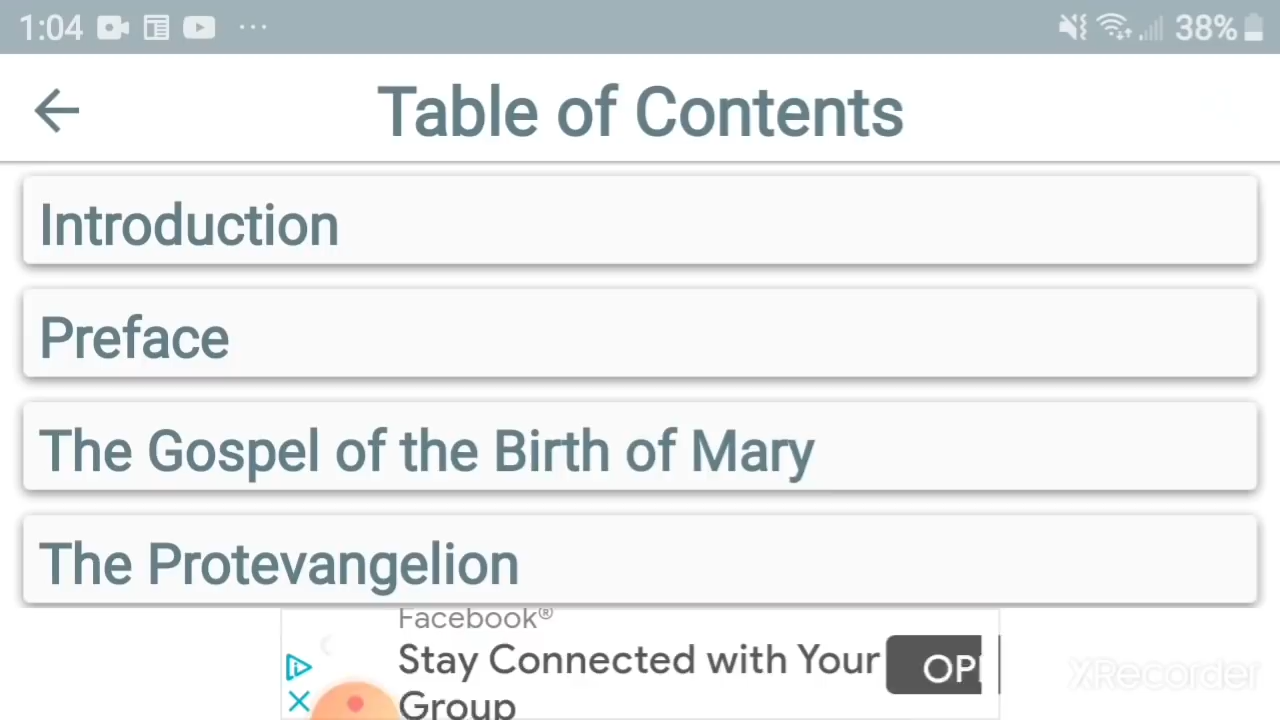 1:04 38%
Table of Contents
Introduction
Preface
The Gospel of the Birth of Mary
The Protevangelion
Facebook®
Stay Connected with Your
Group
OP
XRecorder